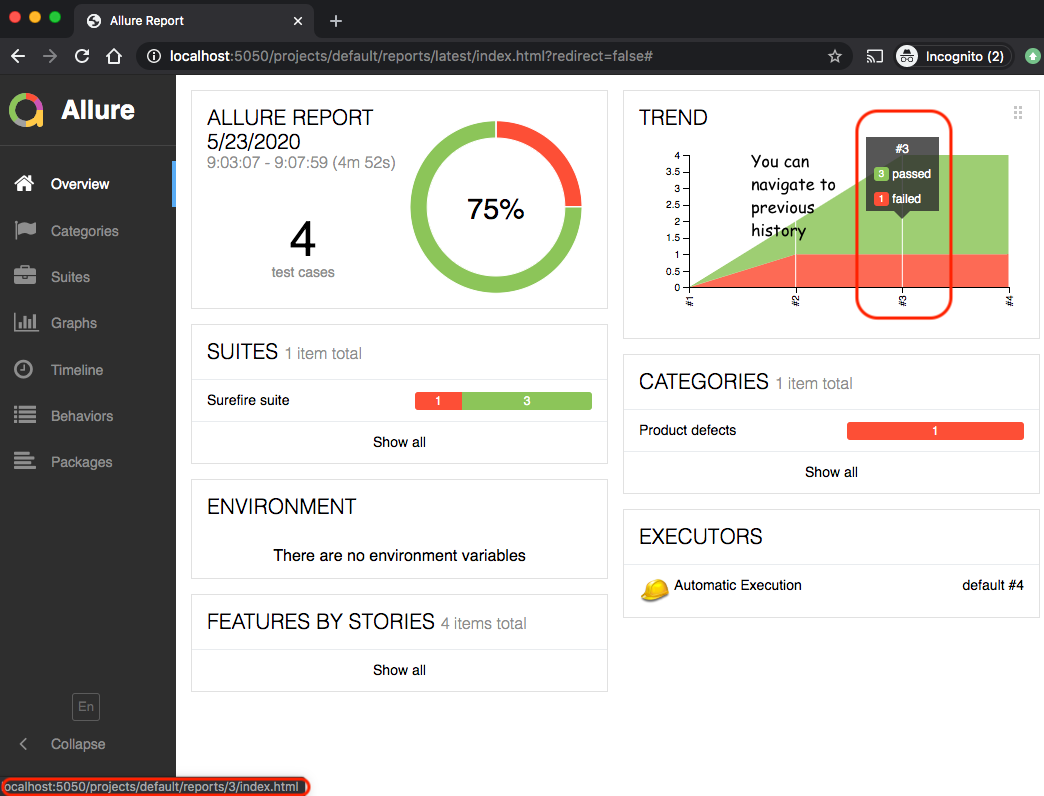 Allure Report
localhost:5050/projects/default/reports/latest/index.html?redirect=false#
Incognito (2)
Allure
Overview
Categories
Suites
Graphs
Timeline
Behaviors
Packages
En
Collapse
ALLURE REPORT
5/23/2020
9:03:07 - 9:07:59 (4m 52s)
4
test cases
75%
SUITES 1 item total
Surefire suite
1
3
Show all
ENVIRONMENT
There are no environment variables
FEATURES BY STORIES 4 items total
Show all
TREND
4
3.5
3
2.5
2
1.5
1
0.5
0
You can
navigate to
previous
history
#3
3 passed
1 failed
#1
#2
#3
#4
CATEGORIES 1 item total
Product defects
1
Show all
EXECUTORS
Automatic Execution
default #4
ocalhost:5050/projects/default/reports/3/index.html